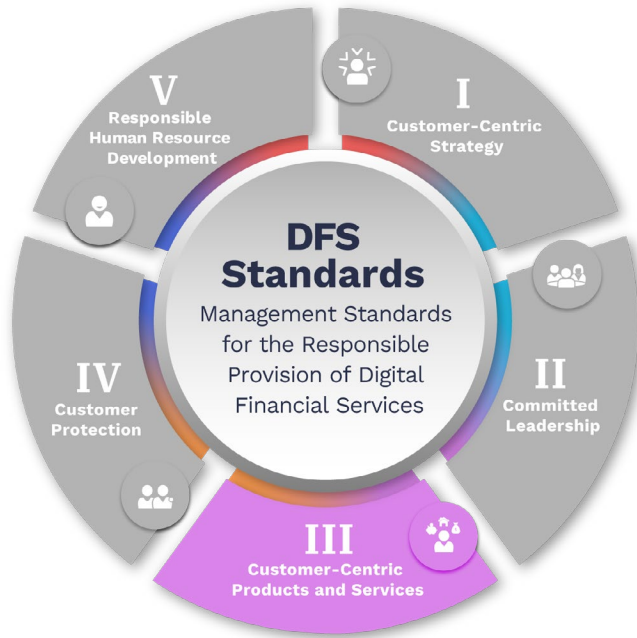 DFS
Standards
Management Standards
for the Responsible
Provision of Digital
Financial Services
I
Customer-Centric
Strategy
II
Committed
Leadership
III
Customer-Centric
Products and Services
IV
Customer
Protection
V
Responsible
Human Resource
Development